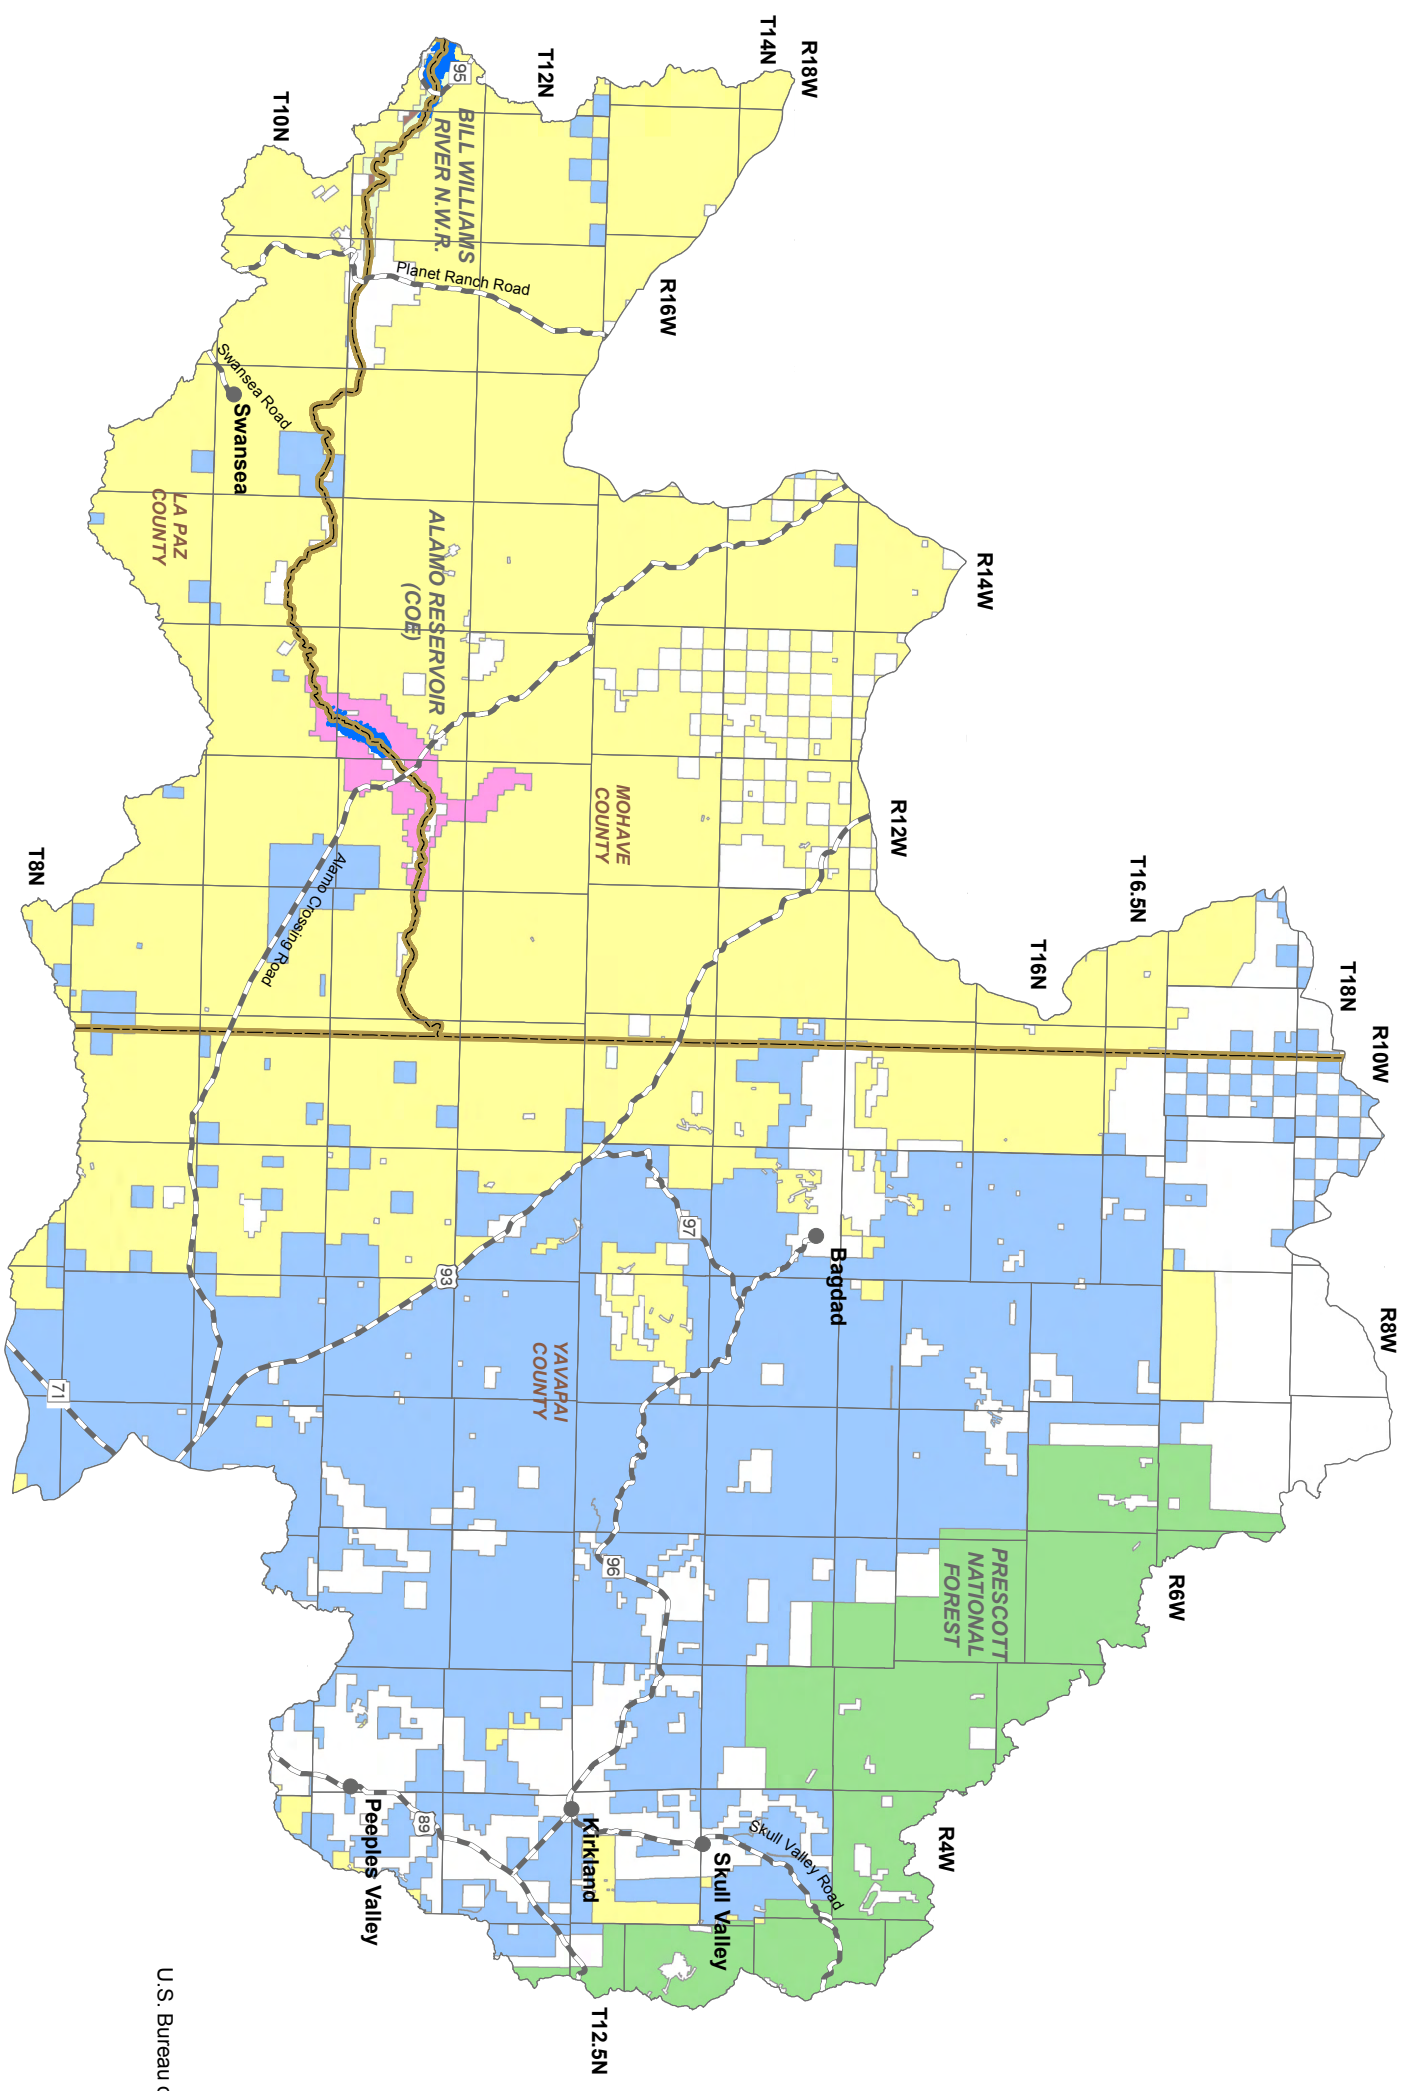 R8W
R10W
T18N
R6W
T16.5N
T16N
R14W
PRESCOTT
NATIONAL
FOREST
R4W
R12W
Bagdad
R18W
T14N
Skull Valley Road
Skull Valley
97
R16W
MOHAVE
COUNTY
96
T12.5N
Kirkland
YAVAPAI
COUNTY
T12N
Planet Ranch Road
BILL WILLIAMS
RIVER N.W.R.
95
93
ALAMO RESERVOIR
(COE)
89
Peeples Valley
Alamo Crossing Road
T10N
Swansea Road
Swansea
LA PAZ
COUNTY
U.S. Bureau
71
T8N